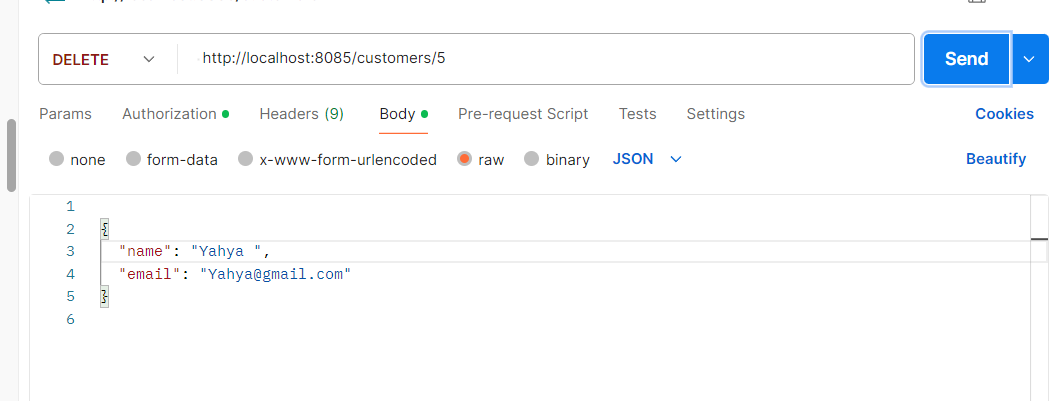 DELETE http://localhost:8085/customers/5 Send
Params Authorization Headers (9) Body Pre-request Script Tests Settings Cookies
none form-data x-www-form-urlencoded raw binary JSON Beautify
1
2 {
3 "name": "Yahya ",
4 "email": "Yahya@gmail.com"
5 }
6